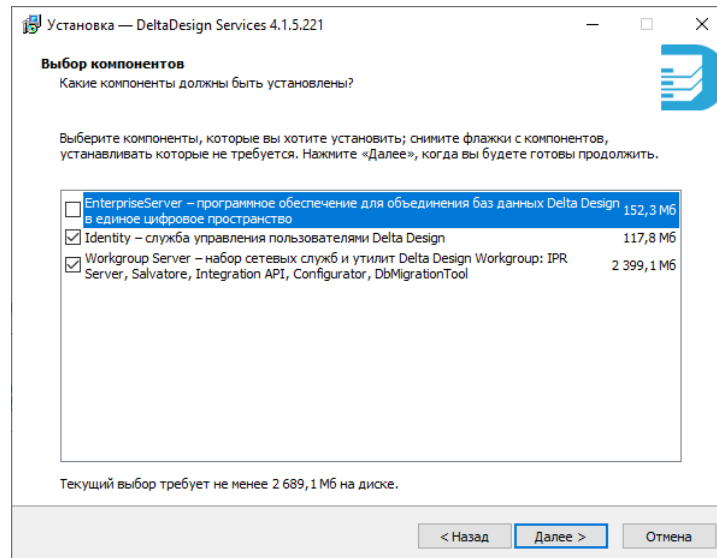 Установка — DeltaDesign Services 4.1.5.221
Выбор компонентов
Какие компоненты должны быть установлены?
Выберите компоненты, которые вы хотите установить; снимите флажки с компонентов,
устанавливать которые не требуется. Нажмите «Далее», когда вы будете готовы продолжить.
EnterpriseServer – программное обеспечение для объединения баз данных Delta Design 152,3 Мб
в единое цифровое пространство
Identity – служба управления пользователями Delta Design 117,8 Мб
Workgroup Server – набор сетевых служб и утилит Delta Design Workgroup: IPR 2 399,1 Мб
Server, Salvatore, Integration API, Configurator, DbMigrationTool
Текущий выбор требует не менее 2 689,1 Мб на диске.
< Назад Далее > Отмена